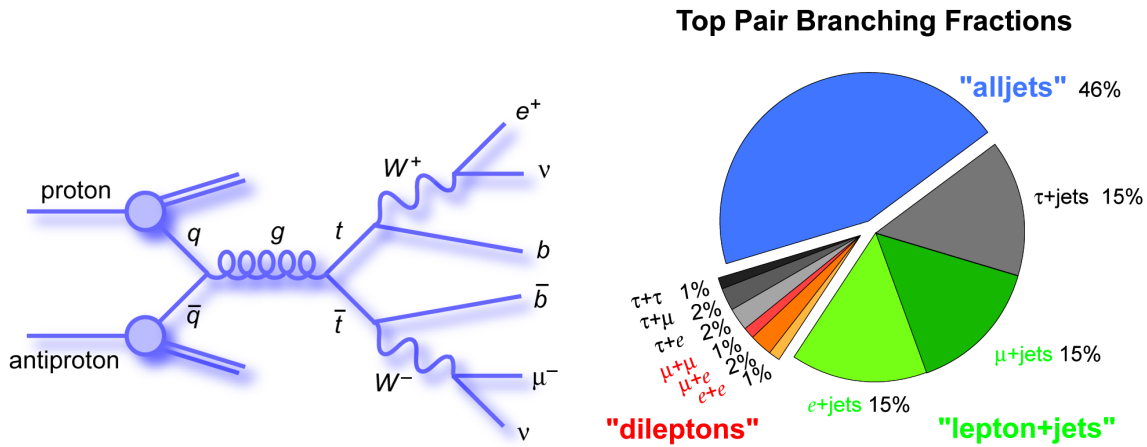 proton
antiproton
q
q̄
g
t
t̄
W⁺
W⁻
e⁺
ν
b
b̄
μ⁻
ν
Top Pair Branching Fractions
"alljets" 46%
τ+jets 15%
μ+jets 15%
e+jets 15%
"lepton+jets"
τ+τ 1%
τ+μ 2%
τ+e 2%
μ+μ 1%
μ+e 2%
e+e 1%
"dileptons"